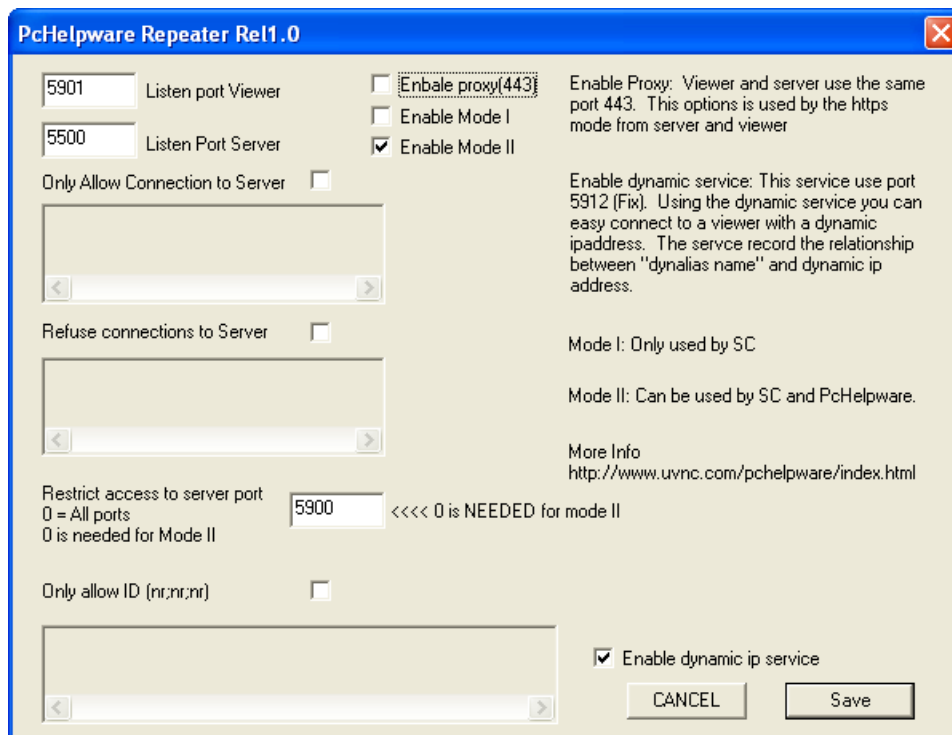 PcHelpware Repeater Rel1.0
5901 Listen port Viewer
5500 Listen Port Server
Enbale proxy(443)
Enable Mode I
Enable Mode II
Only Allow Connection to Server
Refuse connections to Server
Restrict access to server port
0 = All ports
0 is needed for Mode II
5900 <<<< 0 is NEEDED for mode II
Only allow ID (nr;nr;nr)
Enable Proxy: Viewer and server use the same
port 443. This options is used by the https
mode from server and viewer
Enable dynamic service: This service use port
5912 (Fix). Using the dynamic service you can
easy connect to a viewer with a dynamic
ipaddress. The servce record the relationship
between "dynalias name" and dynamic ip
address.
Mode I: Only used by SC
Mode II: Can be used by SC and PcHelpware.
More Info
http://www.uvnc.com/pchelpware/index.html
Enable dynamic ip service
CANCEL
Save